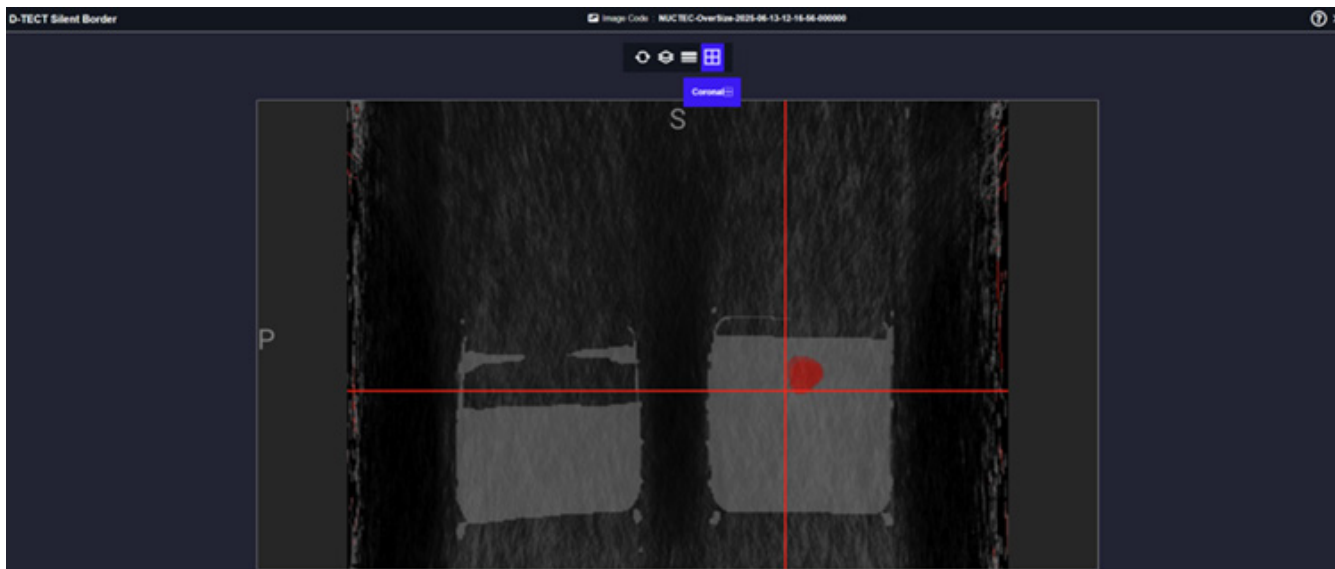 D-TECT Silent Border
Image Code : NUCTEC-OverSize-2025-06-13-12-16-56-000000
Coronal
S
P